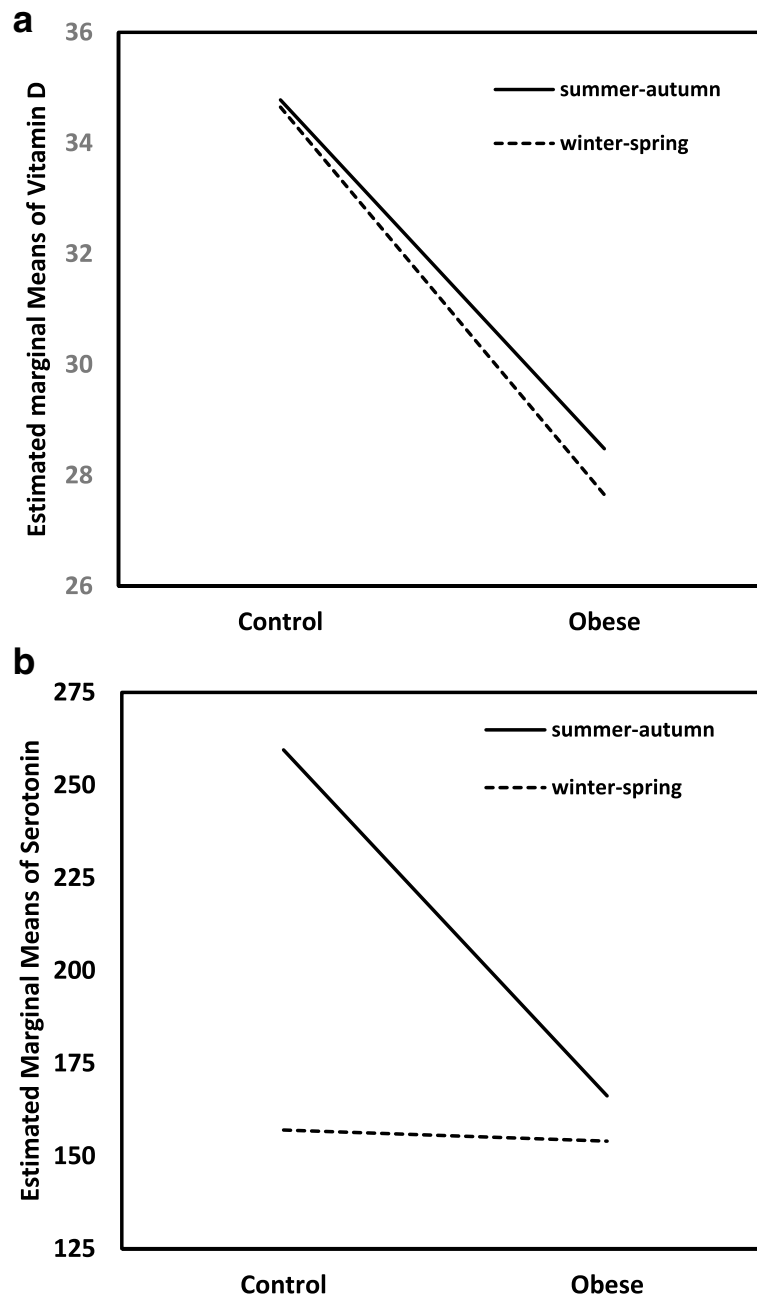 a
Estimated marginal Means of Vitamin D
36
34
32
30
28
26
summer-autumn
winter-spring
Control Obese
b
Estimated Marginal Means of Serotonin
275
250
225
200
175
150
125
summer-autumn
winter-spring
Control Obese